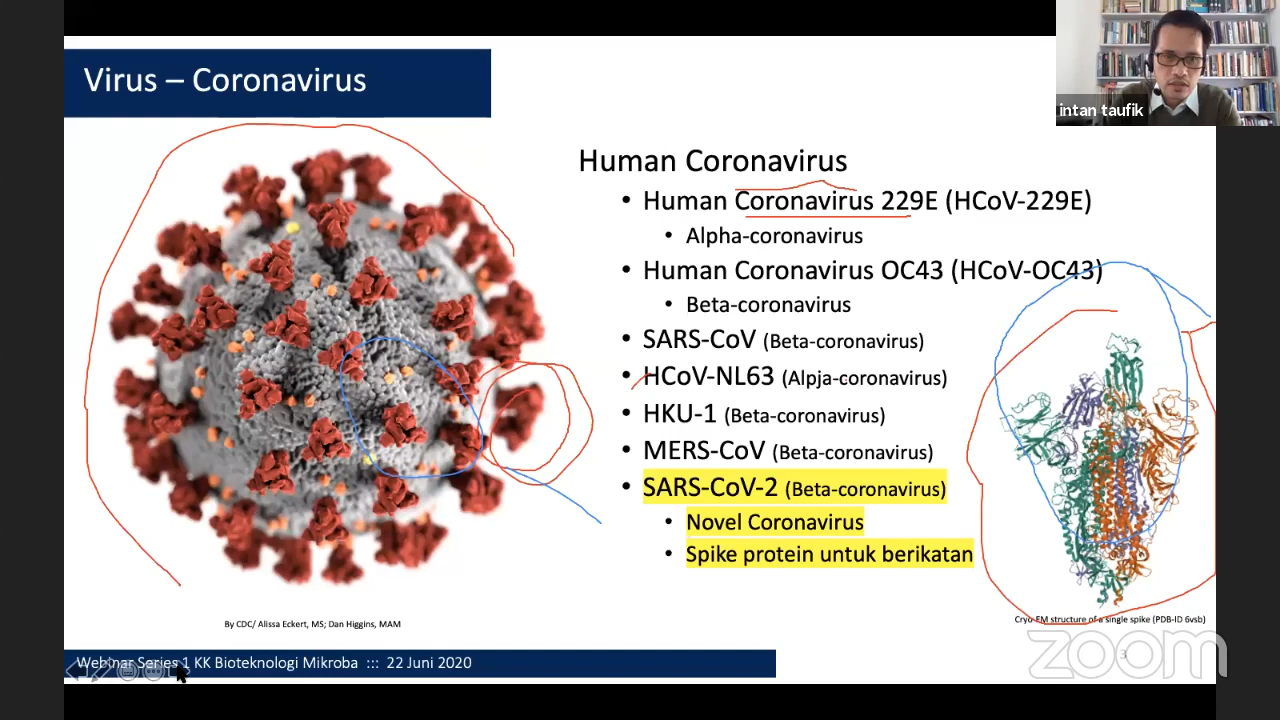 Virus – Coronavirus
intan taufik
Human Coronavirus
• Human Coronavirus 229E (HCoV-229E)
• Alpha-coronavirus
• Human Coronavirus OC43 (HCoV-OC43)
• Beta-coronavirus
• SARS-CoV (Beta-coronavirus)
• HCoV-NL63 (Alpja-coronavirus)
• HKU-1 (Beta-coronavirus)
• MERS-CoV (Beta-coronavirus)
• SARS-CoV-2 (Beta-coronavirus)
• Novel Coronavirus
• Spike protein untuk berikatan
By CDC/ Alissa Eckert, MS; Dan Higgins, MAM
Cryo-EM structure of a single spike (PDB-ID 6vsb)
Webinar Series 1 KK Bioteknologi Mikroba ::: 22 Juni 2020
3
zoom